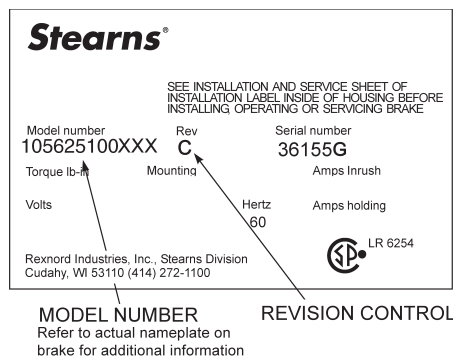 Stearns®
SEE INSTALLATION AND SERVICE SHEET OF
INSTALLATION LABEL INSIDE OF HOUSING BEFORE
INSTALLING, OPERATING OR SERVICING BRAKE
Model number Rev Serial number
105625100XXX C 36155G
Torque lb-in Mounting Amps Inrush
Volts Hertz Amps holding
60
LR 6254
Rexnord Industries, Inc., Stearns Division
Cudahy, WI 53110 (414) 272-1100
MODEL NUMBER REVISION CONTROL
Refer to actual nameplate on
brake for additional information